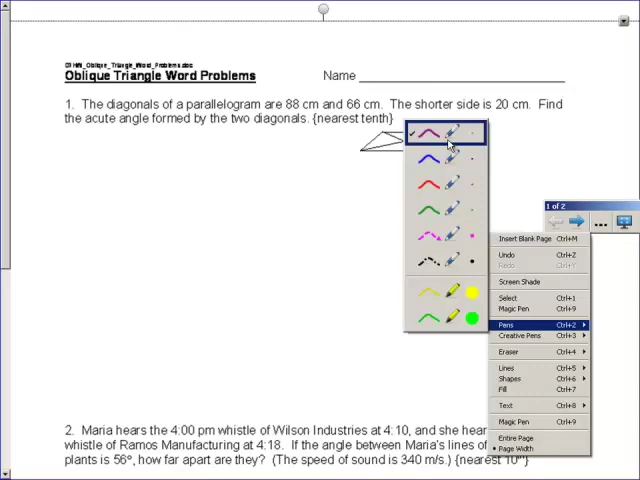 01 HW_Oblique_Triangle_Word_Problems.doc
Oblique Triangle Word Problems
Name
1. The diagonals of a parallelogram are 88 cm and 66 cm. The shorter side is 20 cm. Find
the acute angle formed by the two diagonals. {nearest tenth}
1 of 2
Insert Blank Page Ctrl+M
Undo Ctrl+Z
Redo Ctrl+Y
Screen Shade
Select Ctrl+1
Magic Pen Ctrl+9
Pens Ctrl+2
Creative Pens Ctrl+3
Eraser Ctrl+4
Lines Ctrl+5
Shapes Ctrl+6
Fill Ctrl+7
Text Ctrl+8
Magic Pen Ctrl+9
Entire Page
Page Width
2. Maria hears the 4:00 pm whistle of Wilson Industries at 4:10, and she hear
whistle of Ramos Manufacturing at 4:18. If the angle between Maria's lines of
plants is 56°, how far apart are they? (The speed of sound is 340 m/s.) {nearest 10